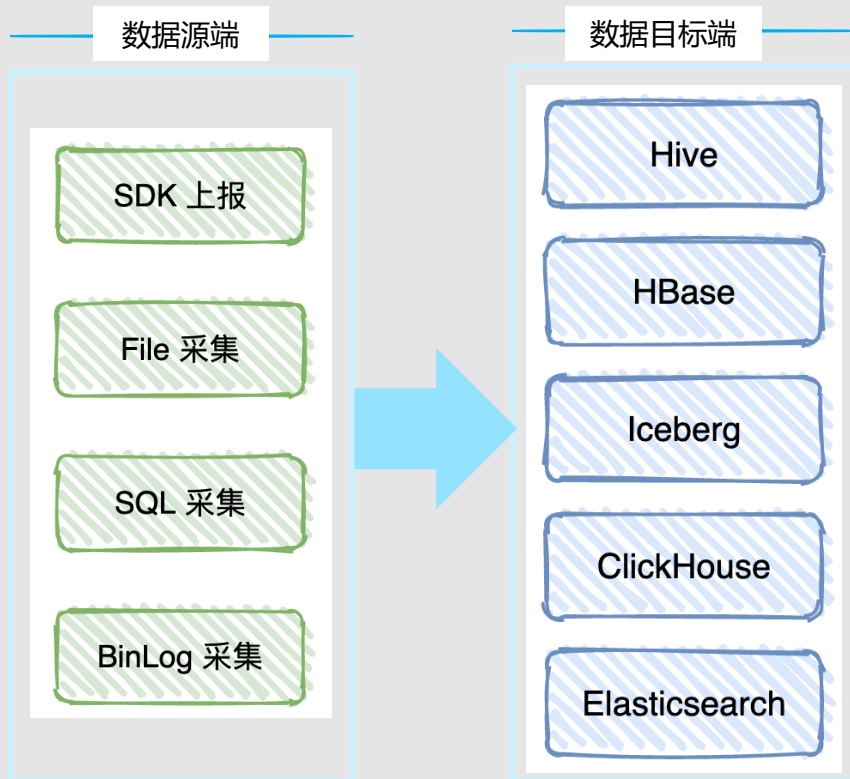 数据源端
SDK 上报
File 采集
SQL 采集
BinLog 采集
数据目标端
Hive
HBase
Iceberg
ClickHouse
Elasticsearch